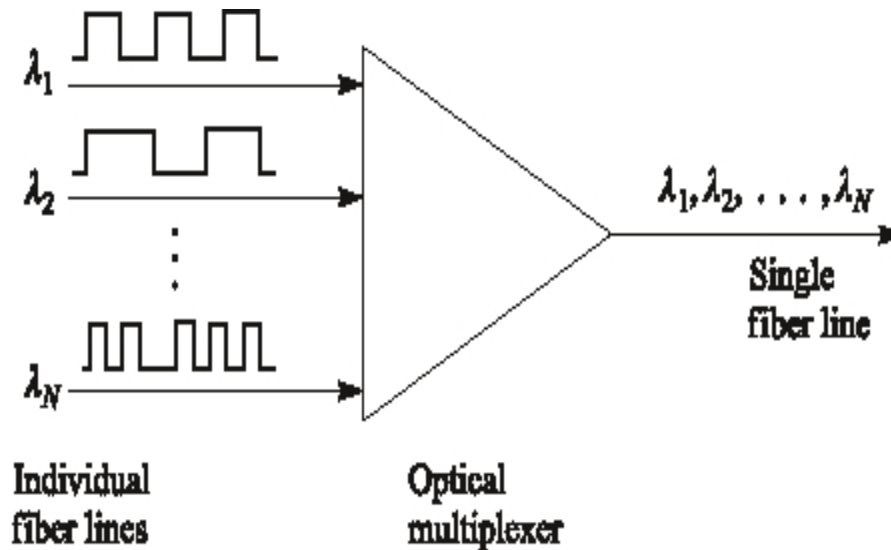 λ1
λ2
λN
λ1, λ2, . . . , λN
Single
fiber line
Individual
fiber lines
Optical
multiplexer